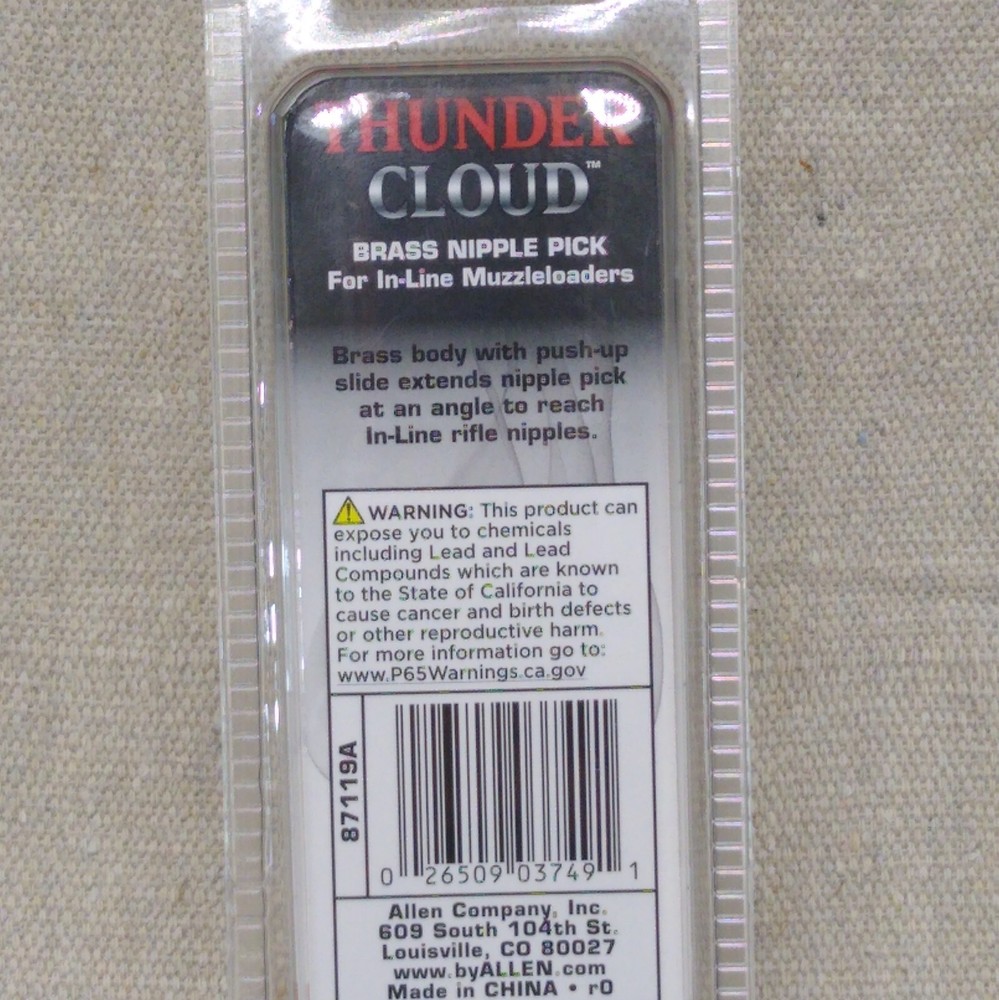 THUNDER
CLOUD™
BRASS NIPPLE PICK
For In-Line Muzzleloaders
Brass body with push-up
slide extends nipple pick
at an angle to reach
In-Line rifle nipples.
⚠ WARNING: This product can
expose you to chemicals
including Lead and Lead
Compounds which are known
to the State of California to
cause cancer and birth defects
or other reproductive harm.
For more information go to:
www.P65Warnings.ca.gov
87119A
0 26509 03749 1
Allen Company, Inc.
609 South 104th St.
Louisville, CO 80027
www.byALLEN.com
Made in CHINA • r0